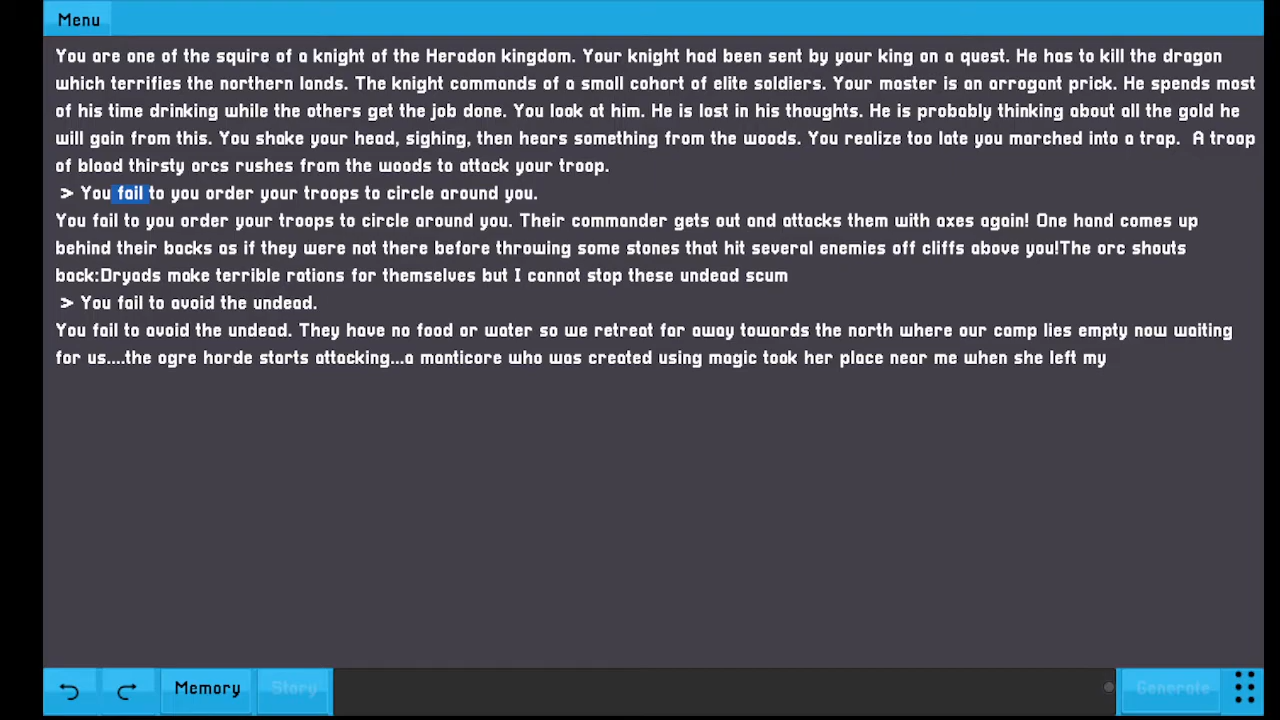 Menu
You are one of the squire of a knight of the Heradon kingdom. Your knight had been sent by your king on a quest. He has to kill the dragon
which terrifies the northern lands. The knight commands of a small cohort of elite soldiers. Your master is an arrogant prick. He spends most
of his time drinking while the others get the job done. You look at him. He is lost in his thoughts. He is probably thinking about all the gold he
will gain from this. You shake your head, sighing, then hears something from the woods. You realize too late you marched into a trap.  A troop
of blood thirsty orcs rushes from the woods to attack your troop.
> You fail to you order your troops to circle around you.
You fail to you order your troops to circle around you. Their commander gets out and attacks them with axes again! One hand comes up
behind their backs as if they were not there before throwing some stones that hit several enemies off cliffs above you!The orc shouts
back:Dryads make terrible rations for themselves but I cannot stop these undead scum
> You fail to avoid the undead.
You fail to avoid the undead. They have no food or water so we retreat far away towards the north where our camp lies empty now waiting
for us....the ogre horde starts attacking...a manticore who was created using magic took her place near me when she left my
Memory Story Generate